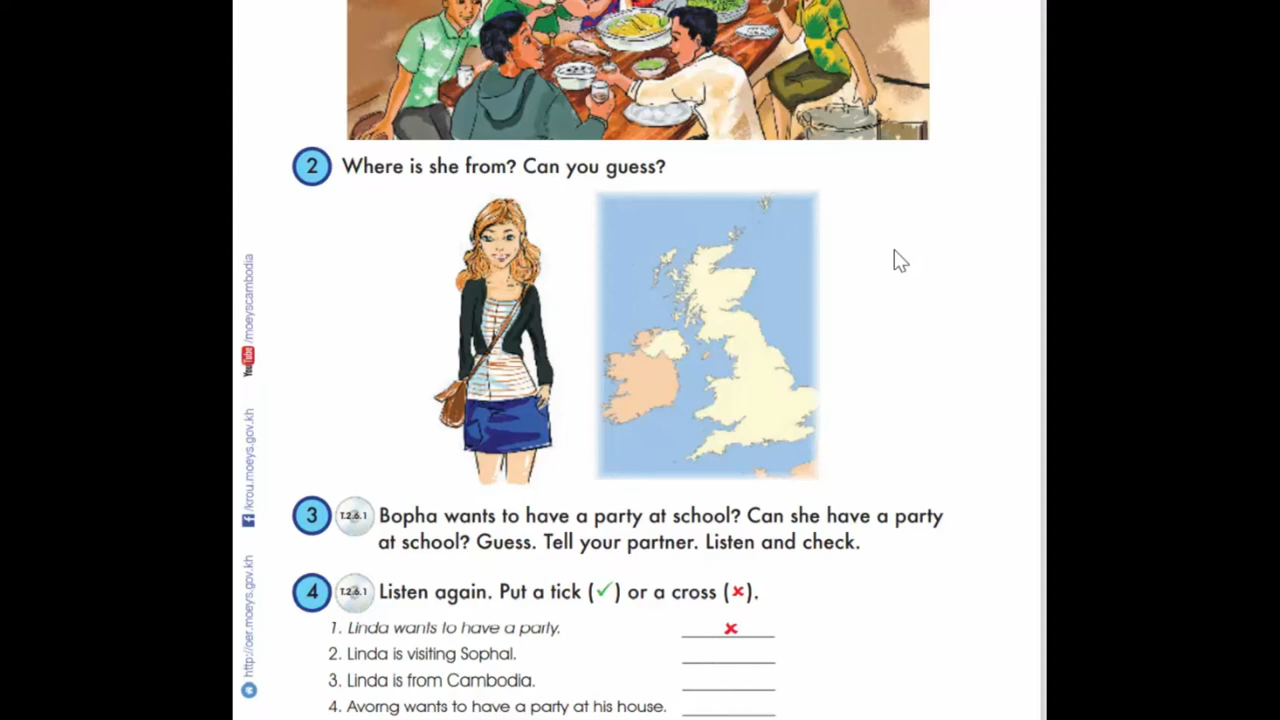 2 Where is she from? Can you guess?
3 T.2.6.1 Bopha wants to have a party at school? Can she have a party
at school? Guess. Tell your partner. Listen and check.
4 T.2.6.1 Listen again. Put a tick (✓) or a cross (✗).
1. Linda wants to have a party. ✗
2. Linda is visiting Sophal. ________
3. Linda is from Cambodia. ________
4. Avorng wants to have a party at his house. ________
http://oer.moeys.gov.kh
/krou.moeys.gov.kh
YouTube /moeyscambodia